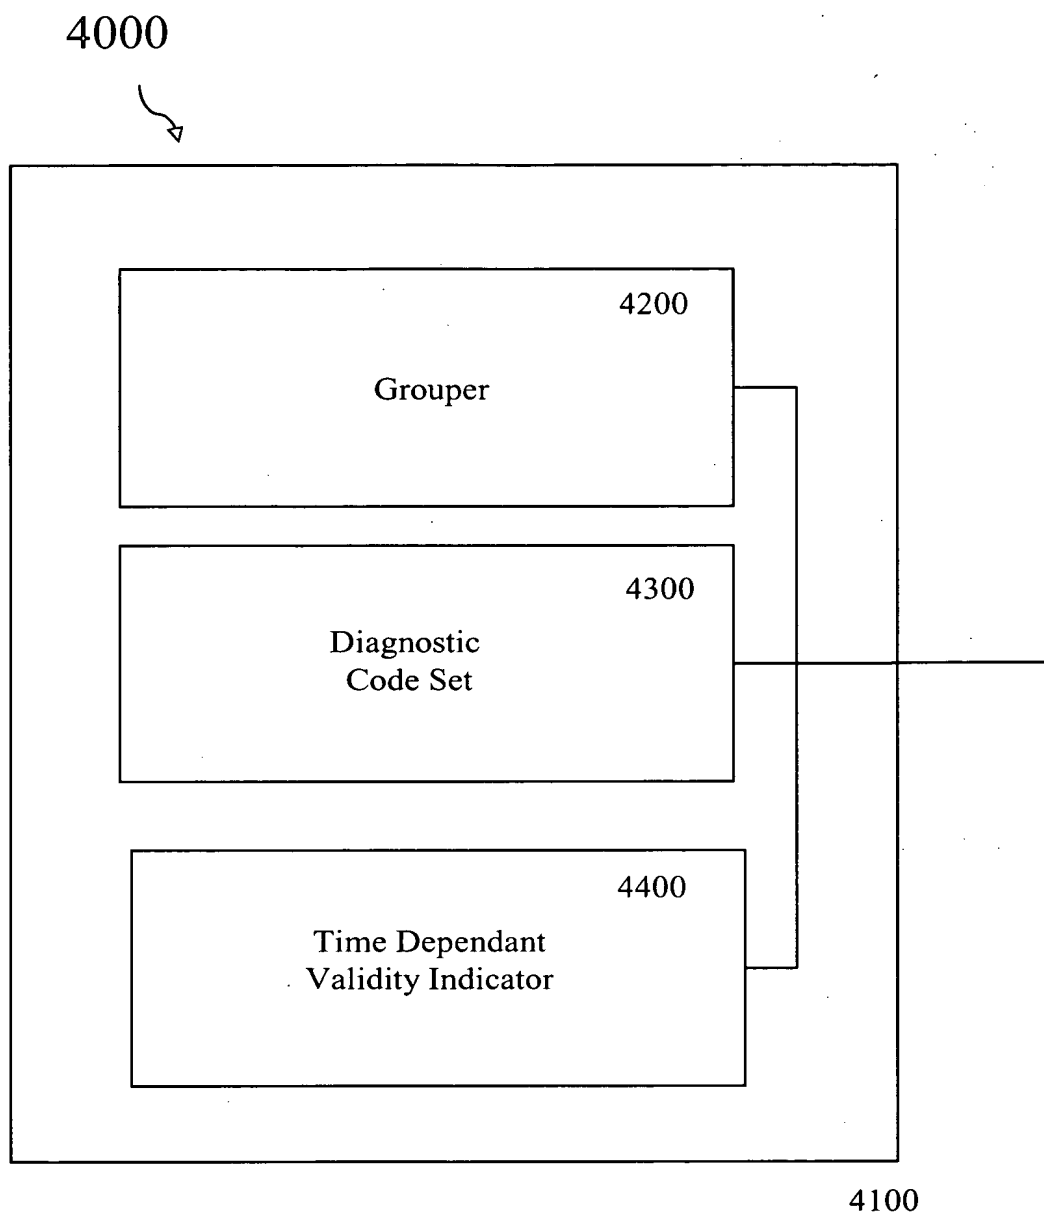 4000
4200
Grouper
4300
Diagnostic
Code Set
4400
Time Dependant
Validity Indicator
4100